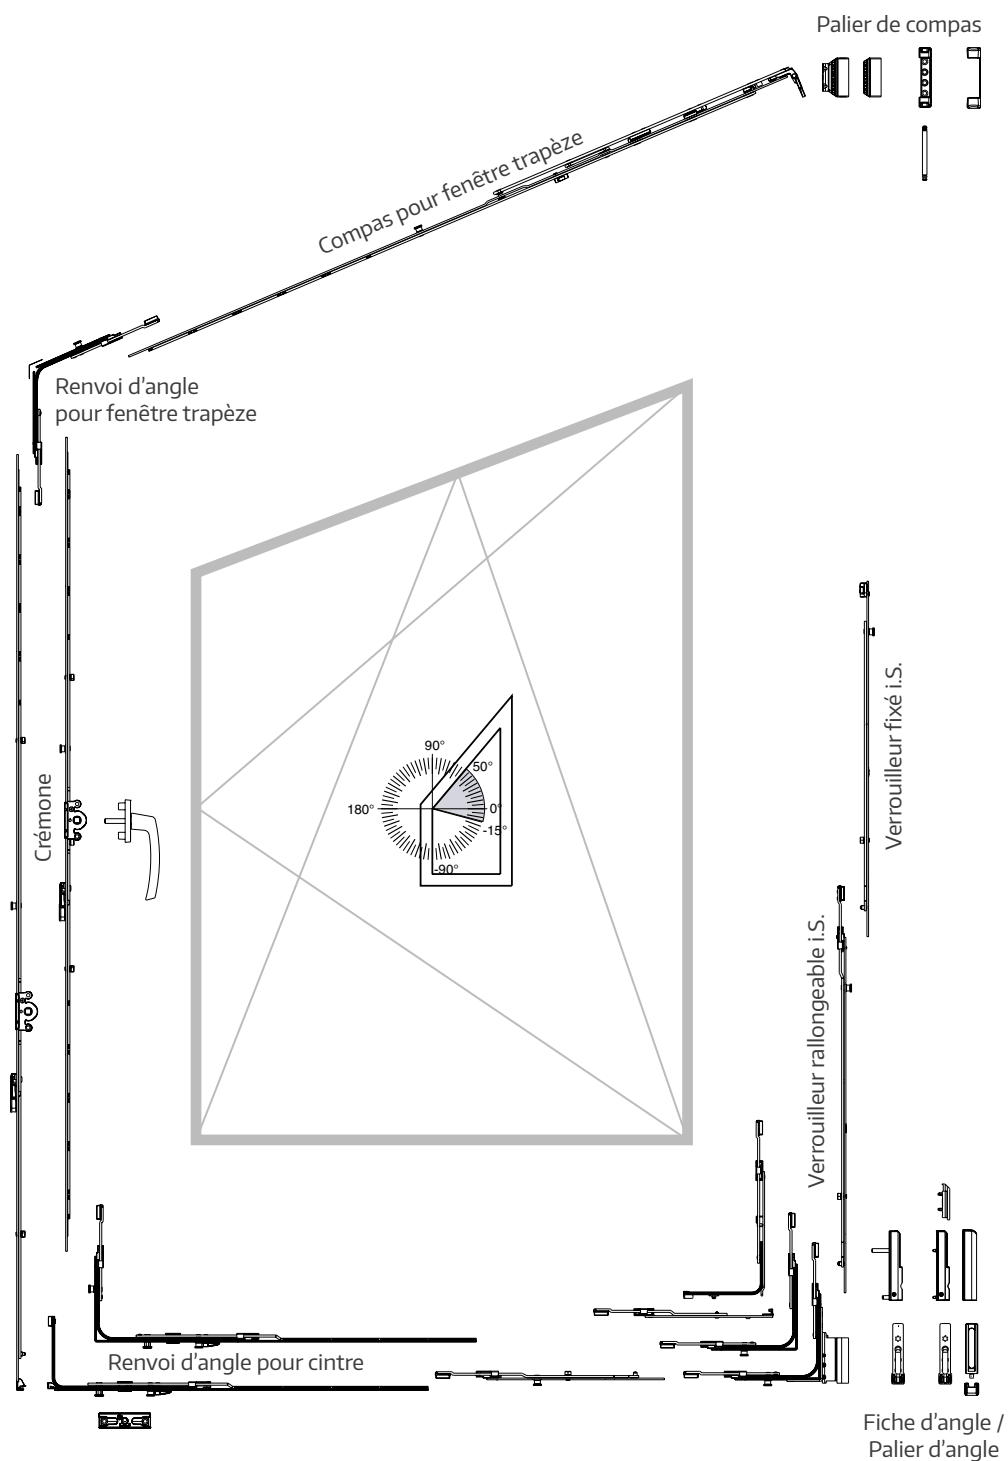 Palier de compas
Compas pour fenêtre trapèze
Renvoi d'angle
pour fenêtre trapèze
Crémone
90°
50°
180°
0°
-15°
-90°
Verrouilleur fixé i.S.
Verrouilleur rallongeable i.S.
Renvoi d'angle pour cintre
Fiche d'angle /
Palier d'angle